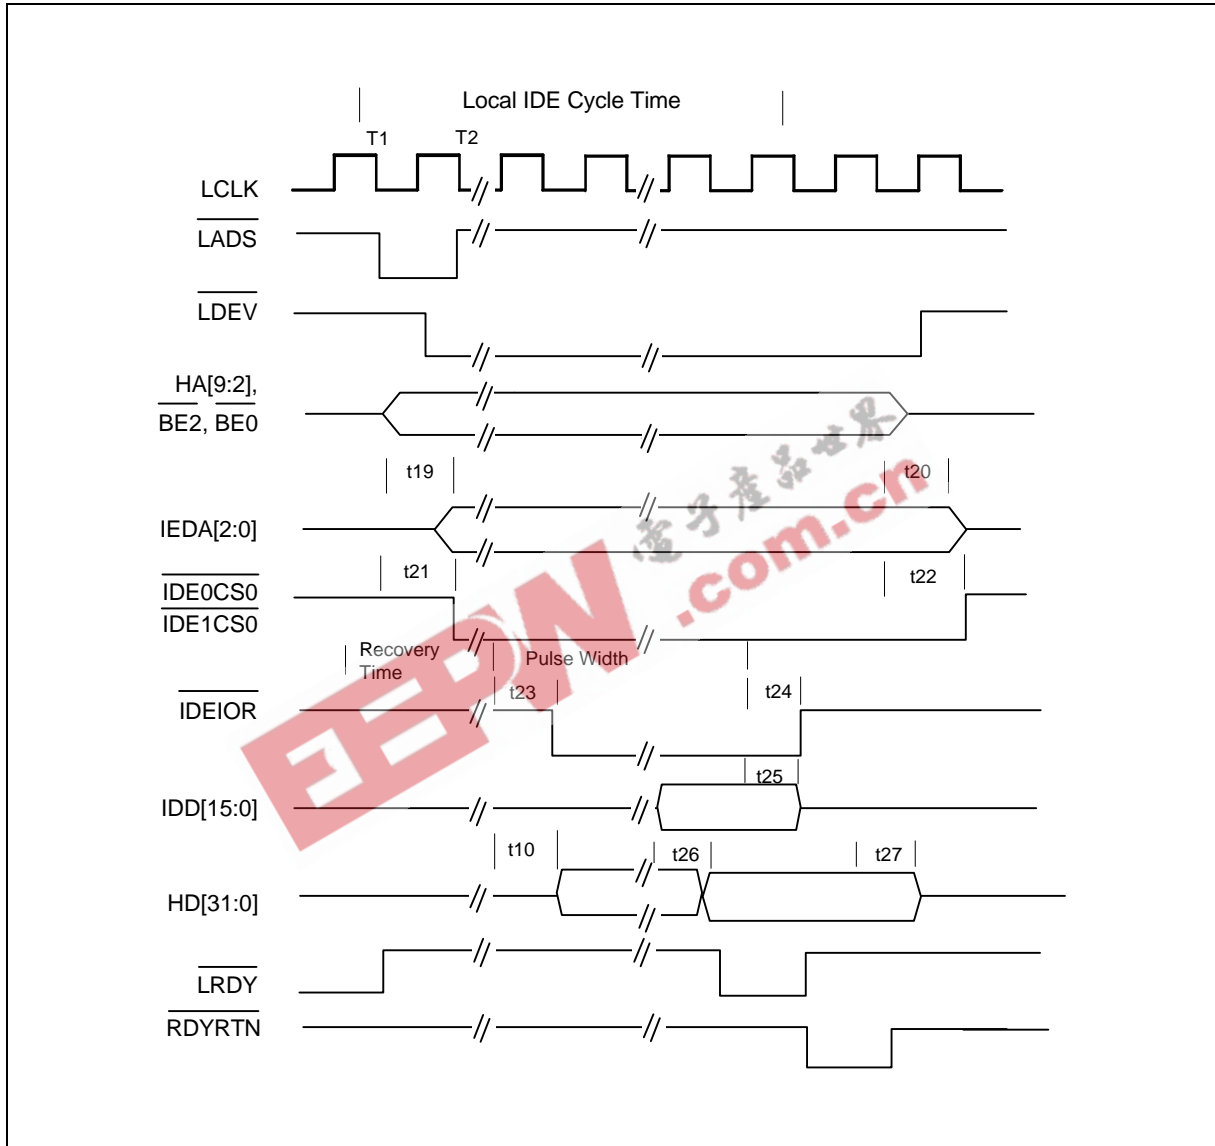 Local IDE Cycle Time
T1 T2
LCLK
LADS
LDEV
HA[9:2],
BE2, BE0
t19 t20
IEDA[2:0]
t21 t22
IDE0CS0
IDE1CS0
Recovery
Time
Pulse Width
t23 t24
IDEIOR
t25
IDD[15:0]
t10 t26 t27
HD[31:0]
LRDY
RDYRTN
EEPW
.com.cn
電子產品世界